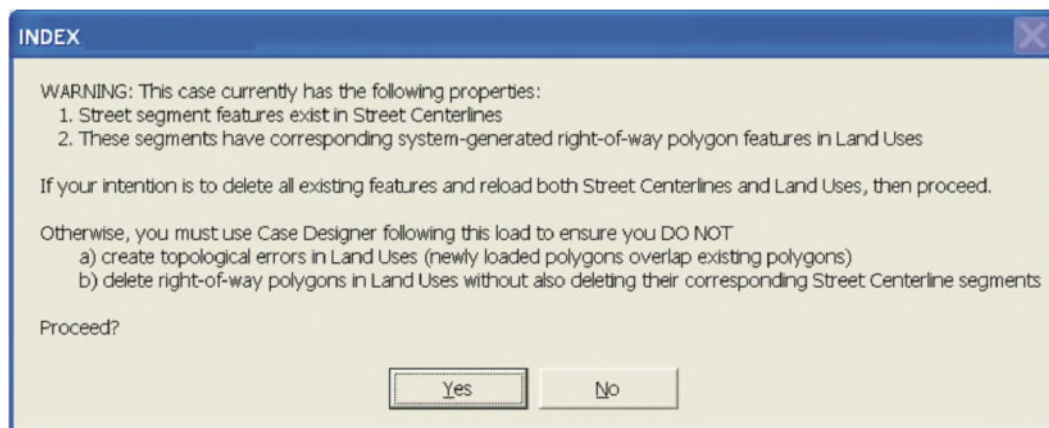 INDEX
WARNING: This case currently has the following properties:
1. Street segment features exist in Street Centerlines
2. These segments have corresponding system-generated right-of-way polygon features in Land Uses
If your intention is to delete all existing features and reload both Street Centerlines and Land Uses, then proceed.
Otherwise, you must use Case Designer following this load to ensure you DO NOT
a) create topological errors in Land Uses (newly loaded polygons overlap existing polygons)
b) delete right-of-way polygons in Land Uses without also deleting their corresponding Street Centerline segments
Proceed?
Yes
No